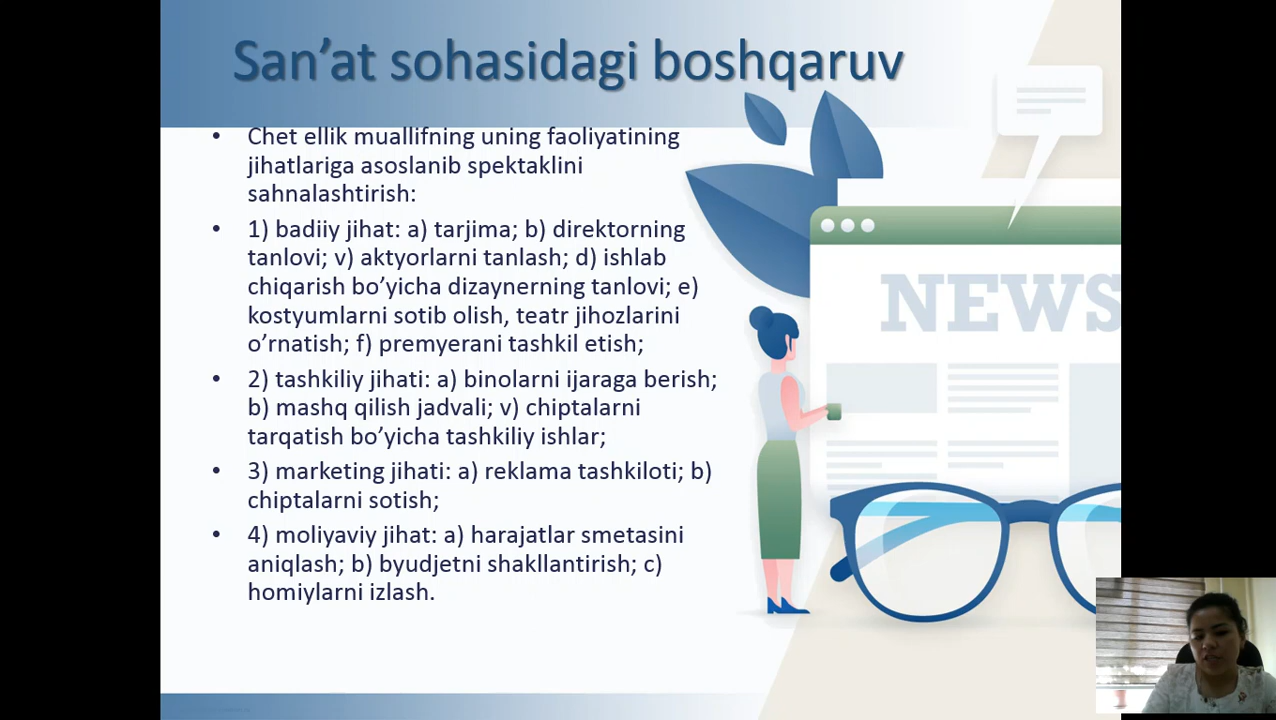 San’at sohasidagi boshqaruv
• Chet ellik muallifning uning faoliyatining
jihatlariga asoslanib spektaklini
sahnalashtirish:
• 1) badiiy jihat: a) tarjima; b) direktorning
tanlovi; v) aktyorlarni tanlash; d) ishlab
chiqarish bo’yicha dizaynerning tanlovi; e)
kostyumlarni sotib olish, teatr jihozlarini
o’rnatish; f) premyerani tashkil etish;
• 2) tashkiliy jihati: a) binolarni ijaraga berish;
b) mashq qilish jadvali; v) chiptalarni
tarqatish bo’yicha tashkiliy ishlar;
• 3) marketing jihati: a) reklama tashkiloti; b)
chiptalarni sotish;
• 4) moliyaviy jihat: a) harajatlar smetasini
aniqlash; b) byudjetni shakllantirish; c)
homiylarni izlash.
NEWS